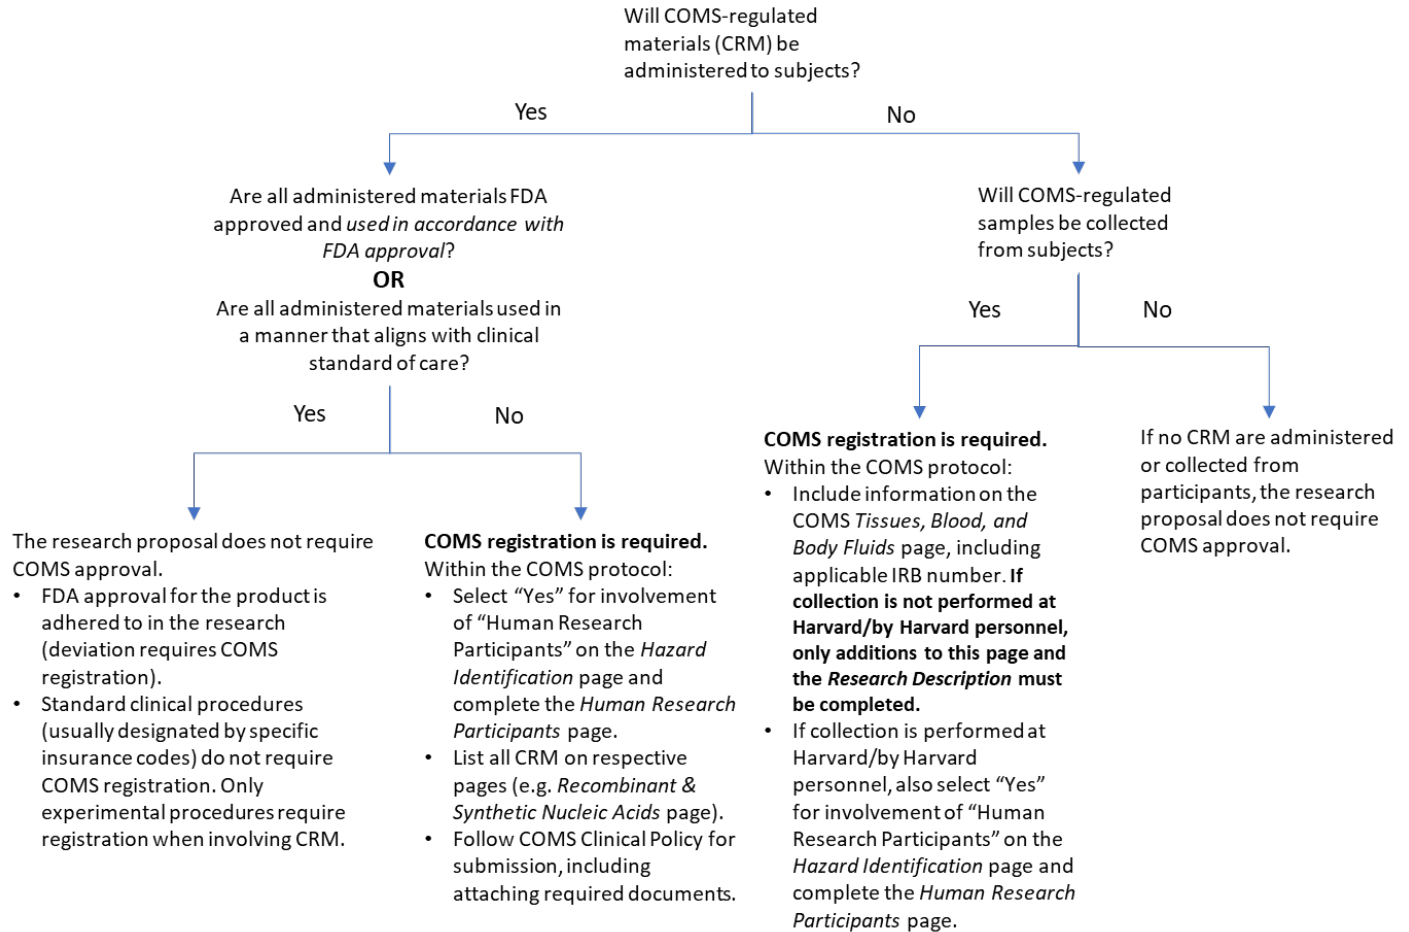 Will COMS-regulated
materials (CRM) be
administered to subjects?
Yes
No
Are all administered materials FDA
approved and used in accordance with
FDA approval?
OR
Are all administered materials used in
a manner that aligns with clinical
standard of care?
Will COMS-regulated
samples be collected
from subjects?
Yes
No
Yes
No
The research proposal does not require
COMS approval.
• FDA approval for the product is
adhered to in the research
(deviation requires COMS
registration).
• Standard clinical procedures
(usually designated by specific
insurance codes) do not require
COMS registration. Only
experimental procedures require
registration when involving CRM.
COMS registration is required.
Within the COMS protocol:
• Select “Yes” for involvement
of “Human Research
Participants” on the Hazard
Identification page and
complete the Human Research
Participants page.
• List all CRM on respective
pages (e.g. Recombinant &
Synthetic Nucleic Acids page).
• Follow COMS Clinical Policy for
submission, including
attaching required documents.
COMS registration is required.
Within the COMS protocol:
• Include information on the
COMS Tissues, Blood, and
Body Fluids page, including
applicable IRB number. If
collection is not performed at
Harvard/by Harvard personnel,
only additions to this page and
the Research Description must
be completed.
• If collection is performed at
Harvard/by Harvard
personnel, also select “Yes”
for involvement of “Human
Research Participants” on the
Hazard Identification page and
complete the Human Research
Participants page.
If no CRM are administered
or collected from
participants, the research
proposal does not require
COMS approval.